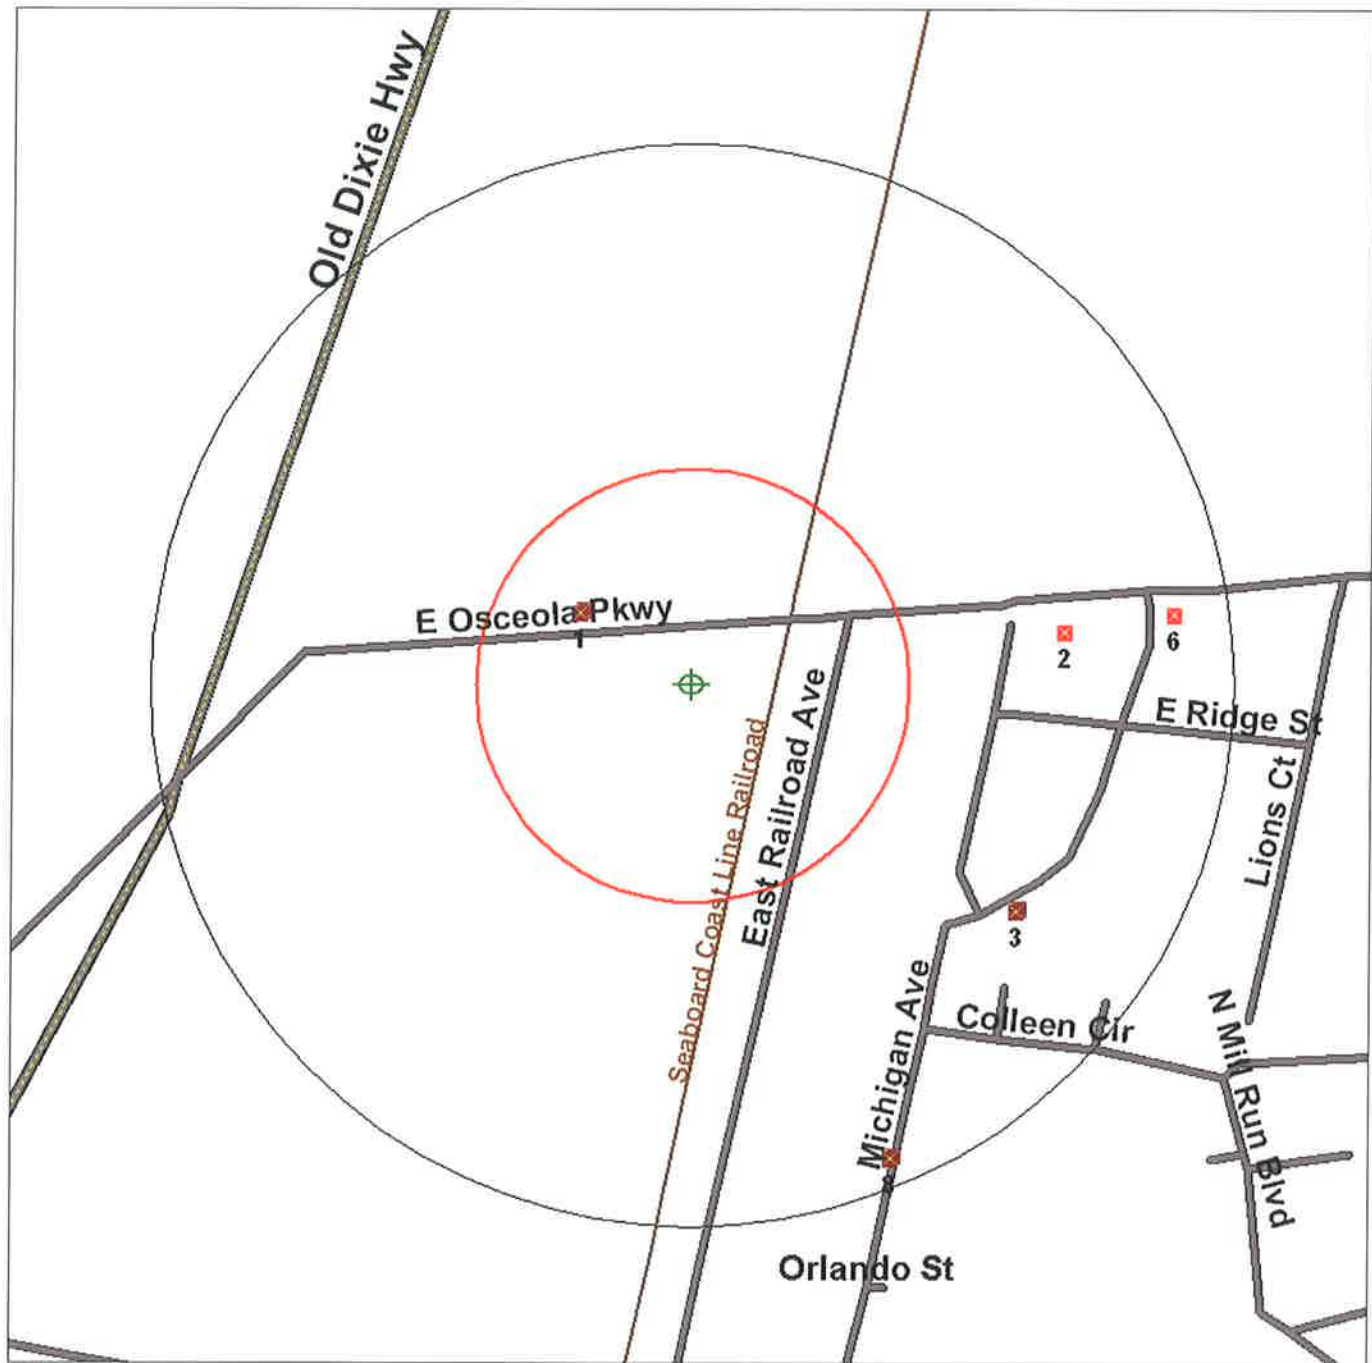 Old Dixie Hwy
E Osceola Pkwy
1
2
6
E Ridge St
Seaboard Coast Line Railroad
East Railroad Ave
Lions Ct
3
Michigan Ave
Colleen Cir
N Mill Run Blvd
Orlando St